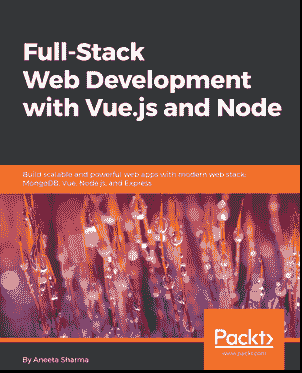 Full-Stack
Web Development
with Vue.js and Node
Build scalable and powerful web apps with modern web stack:
MongoDB, Vue, Node.js, and Express
Packt>
www.packt.com
By Aneeta Sharma